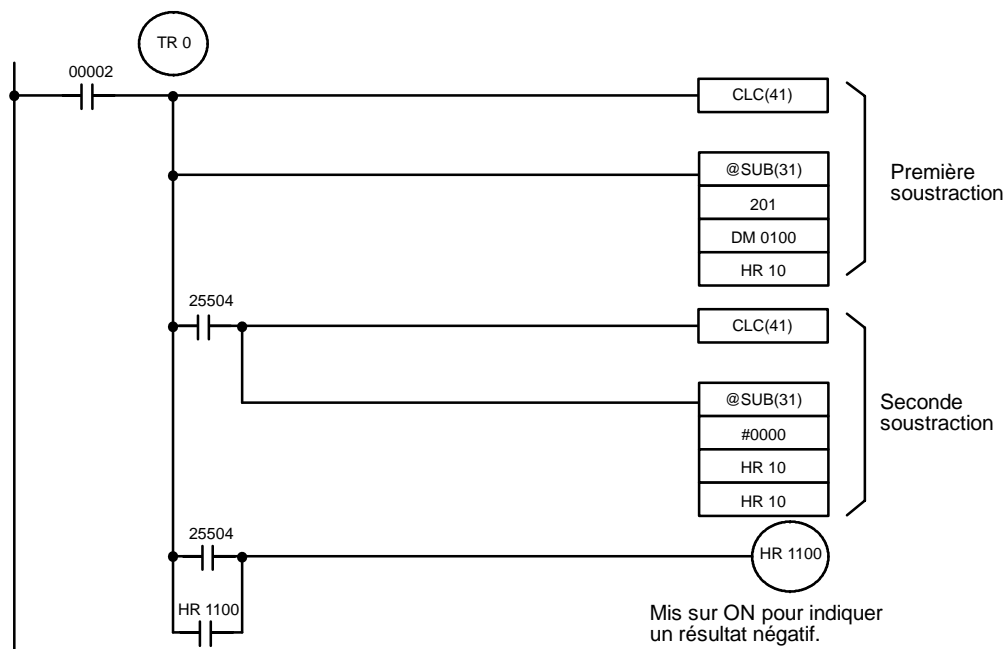 TR 0
00002
CLC(41)
@SUB(31)
201
DM 0100
HR 10
Première
soustraction
25504
CLC(41)
@SUB(31)
#0000
HR 10
HR 10
Seconde
soustraction
25504
HR 1100
HR 1100
Mis sur ON pour indiquer
un résultat négatif.